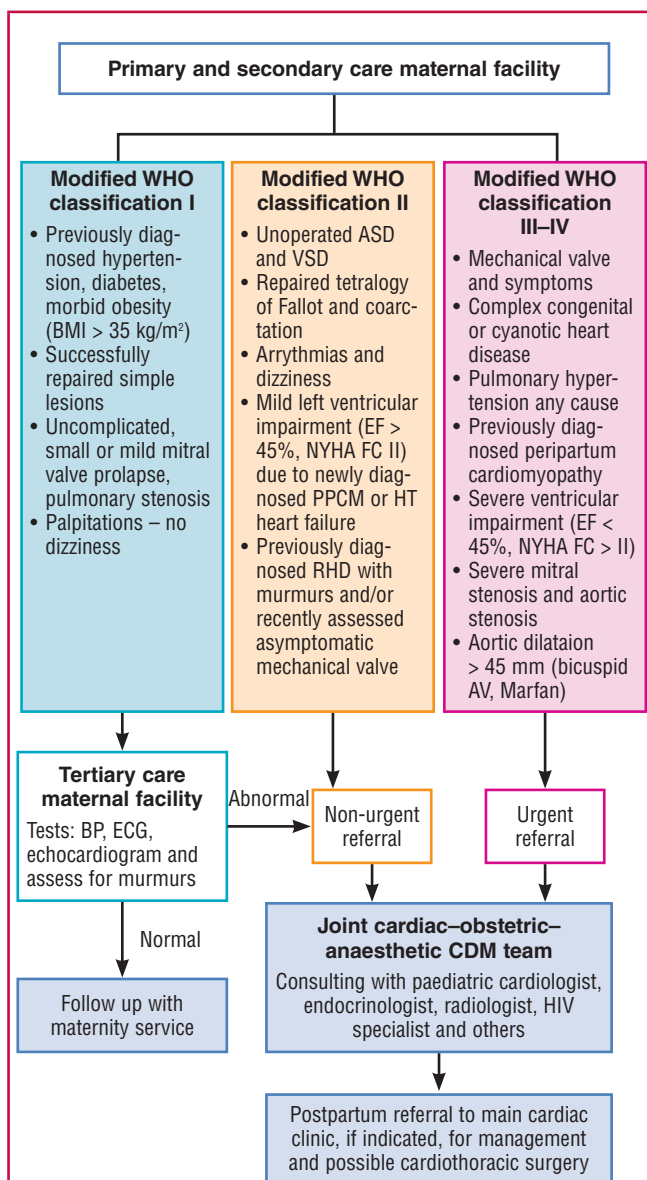 Primary and secondary care maternal facility
Modified WHO
classification I
• Previously diagnosed hyperten-
sion, diabetes,
morbid obesity
(BMI > 35 kg/m²)
• Successfully
repaired simple
lesions
• Uncomplicated,
small or mild mitral
valve prolapse,
pulmonary stenosis
• Palpitations – no
dizziness
Modified WHO
classification II
• Unoperated ASD
and VSD
• Repaired tetralogy
of Fallot and coarc-
tation
• Arrythmias and
dizziness
• Mild left ventricular
impairment (EF >
45%, NYHA FC II)
due to newly diag-
nosed PPCM or HT
heart failure
• Previously diag-
nosed RHD with
murmurs and/or
recently assessed
asymptomatic
mechanical valve
Modified WHO
classification
III–IV
• Mechanical valve
and symptoms
• Complex congenital
or cyanotic heart
disease
• Pulmonary hyper-
tension any cause
• Previously diag-
nosed peripartum
cardiomyopathy
• Severe ventricular
impairment (EF <
45%, NYHA FC > II)
• Severe mitral
stenosis and aortic
stenosis
• Aortic dilataion
> 45 mm (bicuspid
AV, Marfan)
Tertiary care
maternal facility
Tests: BP, ECG,
echocardiogram and
assess for murmurs
Abnormal
Non-urgent
referral
Urgent
referral
Normal
Follow up with
maternity service
Joint cardiac–obstetric–
anaesthetic CDM team
Consulting with paediatric cardiologist,
endocrinologist, radiologist, HIV
specialist and others
Postpartum referral to main cardiac
clinic, if indicated, for management
and possible cardiothoracic surgery